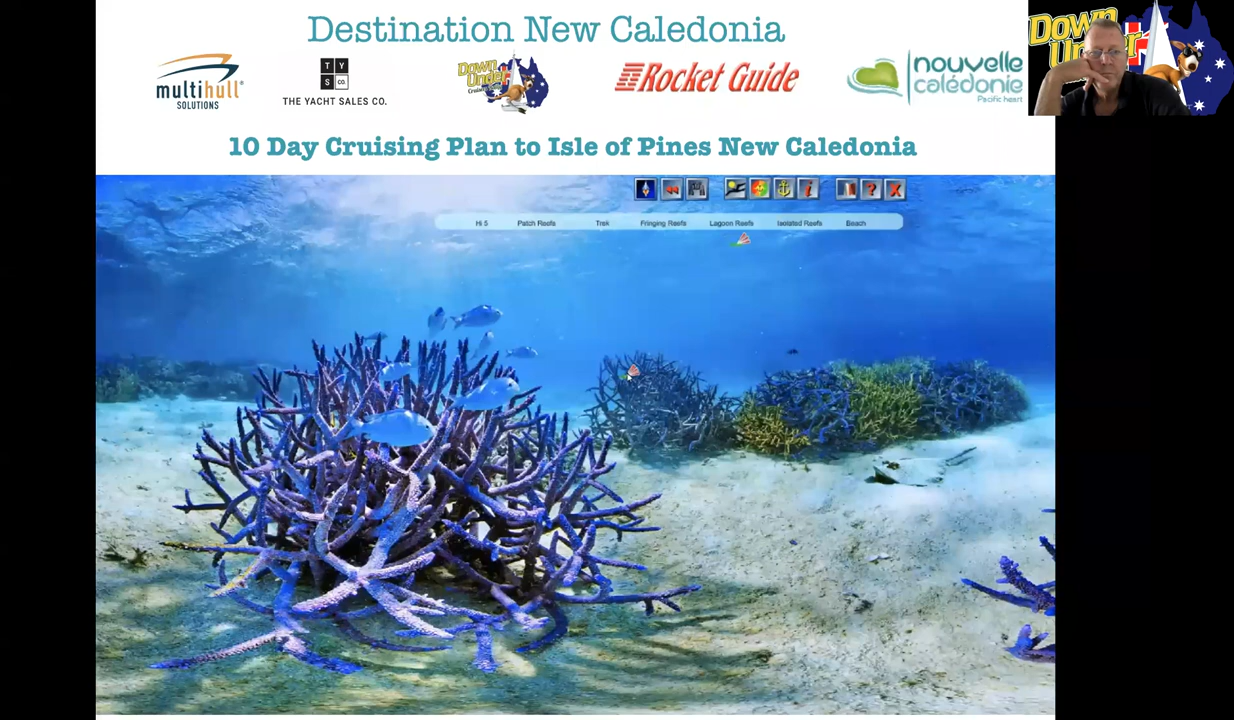 Destination New Caledonia
multihull
SOLUTIONS
T Y
S CO.
THE YACHT SALES CO.
Down
Under
Rocket Guide
nouvelle
calédonie
Pacific heart
Down
Under
10 Day Cruising Plan to Isle of Pines New Caledonia
Hi 5 Patch Reefs Trek Fringing Reefs Lagoon Reefs Isolated Reefs Beach